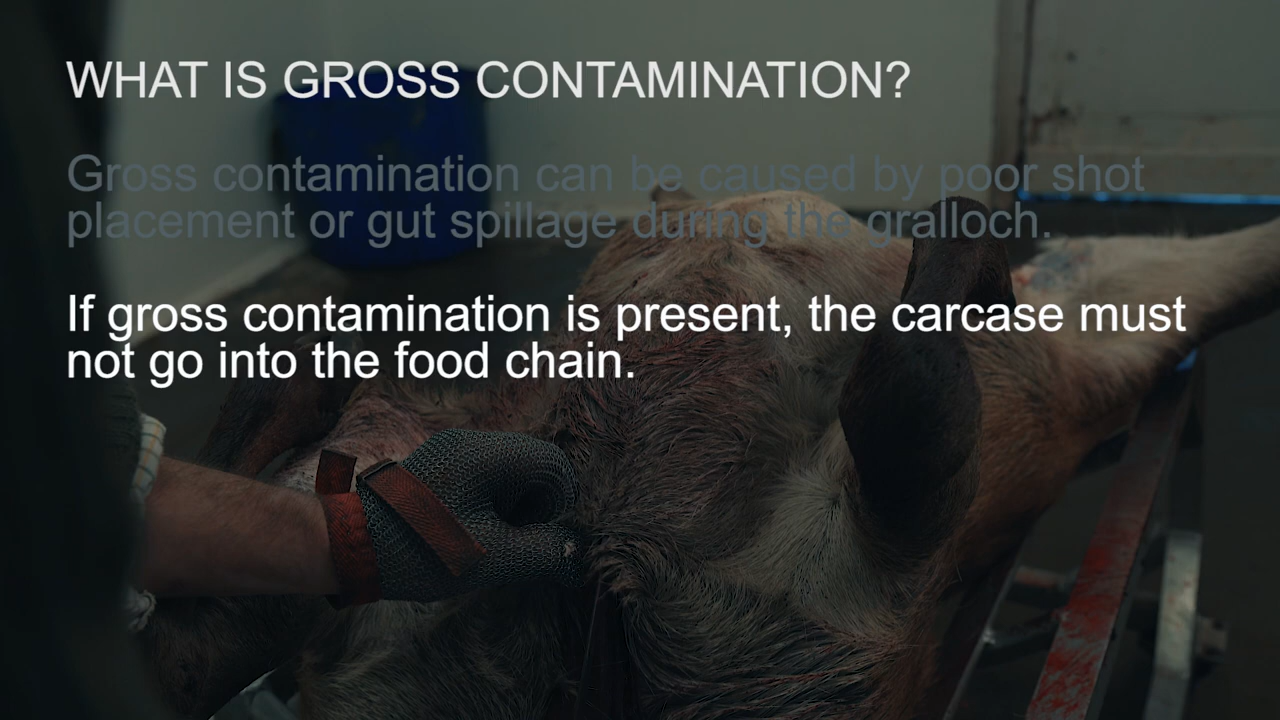 WHAT IS GROSS CONTAMINATION?
Gross contamination can be caused by poor shot
placement or gut spillage during the gralloch.
If gross contamination is present, the carcase must
not go into the food chain.